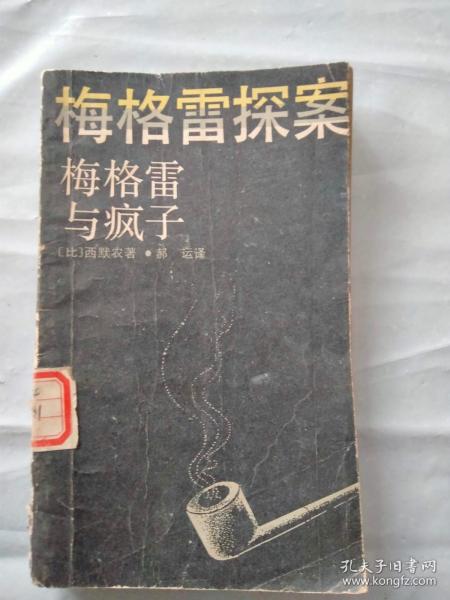 梅格雷探案
梅格雷
与疯子
〔比〕西默农著 • 郝 运译
孔夫子旧书网
www.kongfz.com